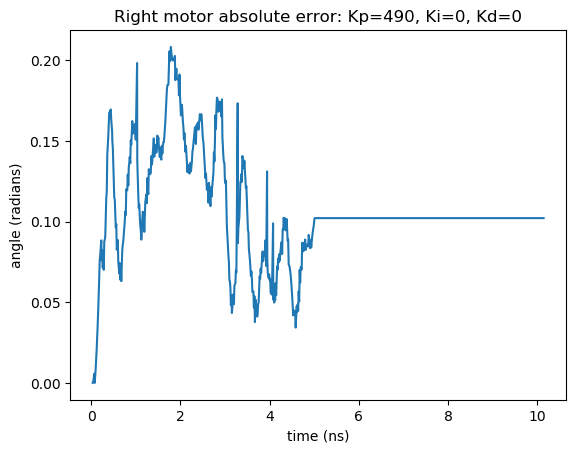 Right motor absolute error: Kp=490, Ki=0, Kd=0
angle (radians)
0.20
0.15
0.10
0.05
0.00
0 2 4 6 8 10
time (ns)